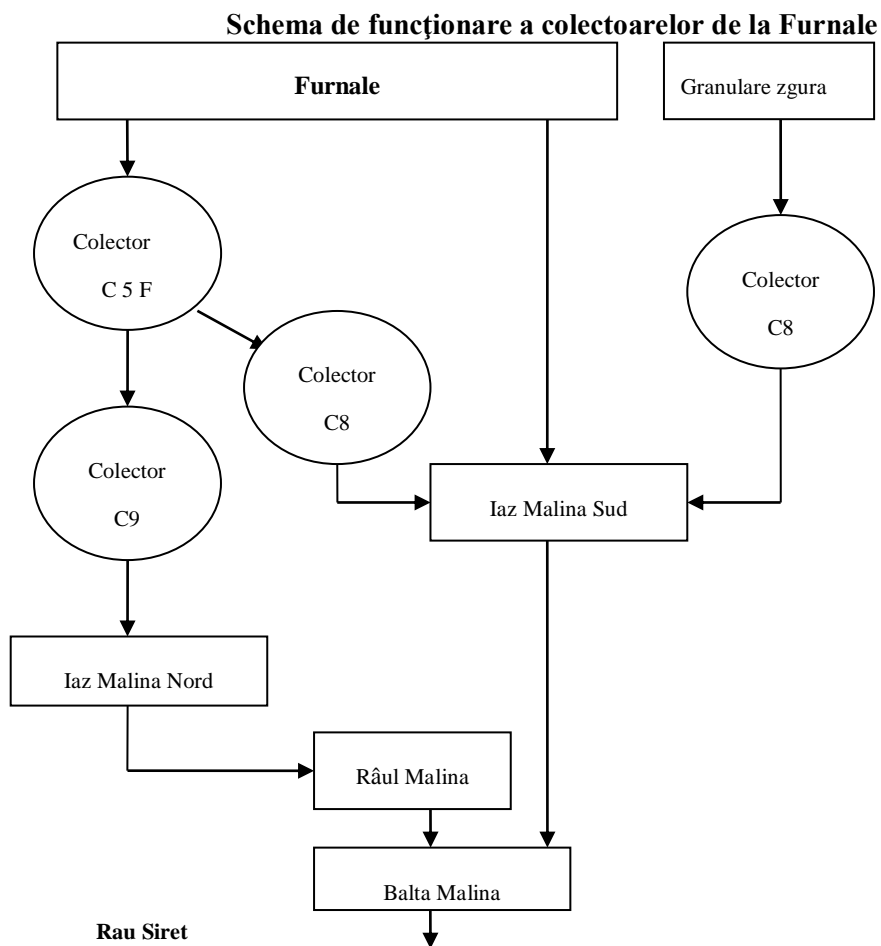 Schema de funcţionare a colectoarelor de la Furnale
Furnale
Granulare zgura
Colector
C 5 F
Colector
C8
Colector
C8
Colector
C9
Iaz Malina Sud
Iaz Malina Nord
Râul Malina
Balta Malina
Rau Siret